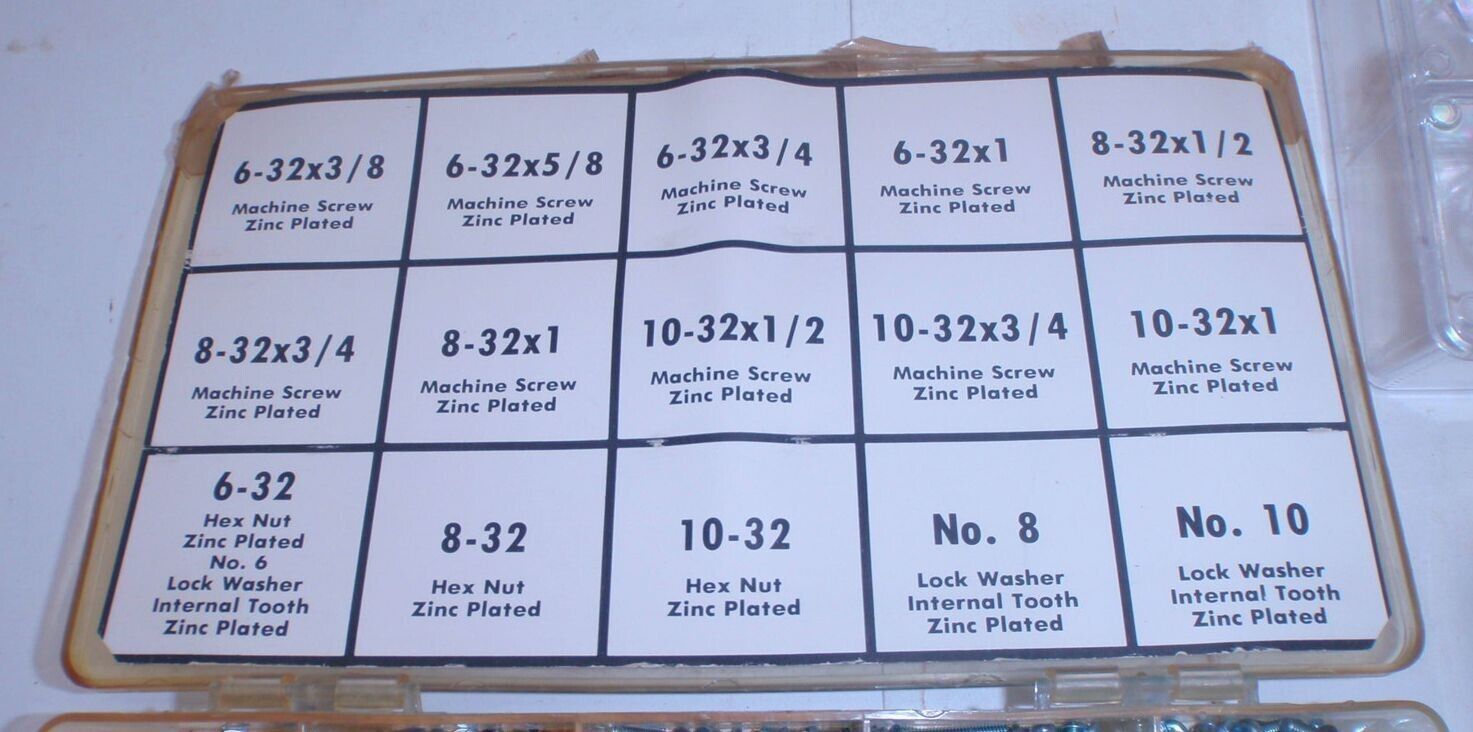 6-32x3/8
Machine Screw
Zinc Plated
6-32x5/8
Machine Screw
Zinc Plated
6-32x3/4
Machine Screw
Zinc Plated
6-32x1
Machine Screw
Zinc Plated
8-32x1/2
Machine Screw
Zinc Plated
8-32x3/4
Machine Screw
Zinc Plated
8-32x1
Machine Screw
Zinc Plated
10-32x1/2
Machine Screw
Zinc Plated
10-32x3/4
Machine Screw
Zinc Plated
10-32x1
Machine Screw
Zinc Plated
6-32
Hex Nut
Zinc Plated
No. 6
Lock Washer
Internal Tooth
Zinc Plated
8-32
Hex Nut
Zinc Plated
10-32
Hex Nut
Zinc Plated
No. 8
Lock Washer
Internal Tooth
Zinc Plated
No. 10
Lock Washer
Internal Tooth
Zinc Plated